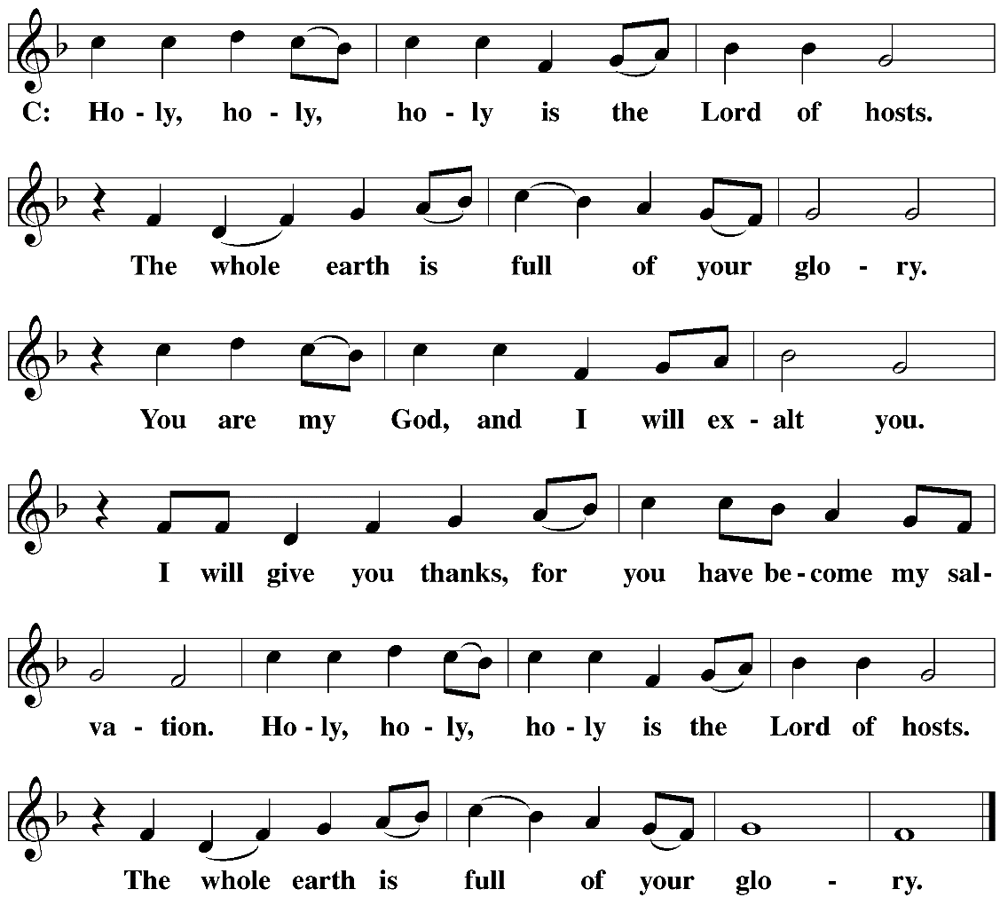 C: Ho - ly, ho - ly, ho - ly is the Lord of hosts.
The whole earth is full of your glo - ry.
You are my God, and I will ex - alt you.
I will give you thanks, for you have be - come my sal -
va - tion. Ho - ly, ho - ly, ho - ly is the Lord of hosts.
The whole earth is full of your glo - ry.